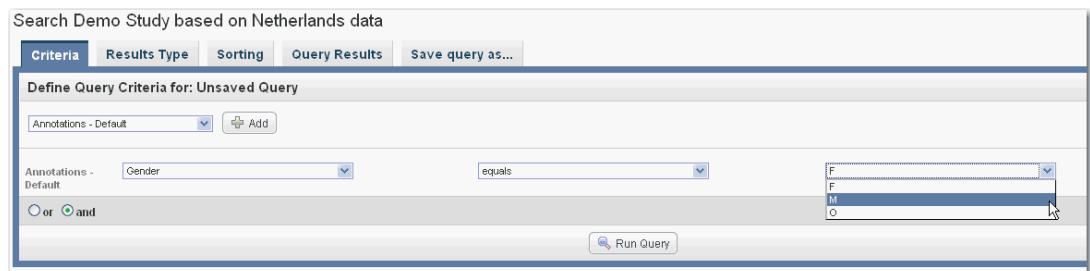 Search Demo Study based on Netherlands data
Criteria Results Type Sorting Query Results Save query as...
Define Query Criteria for: Unsaved Query
Annotations - Default Add
Annotations - Default Gender equals F
F
M
O
or and
Run Query